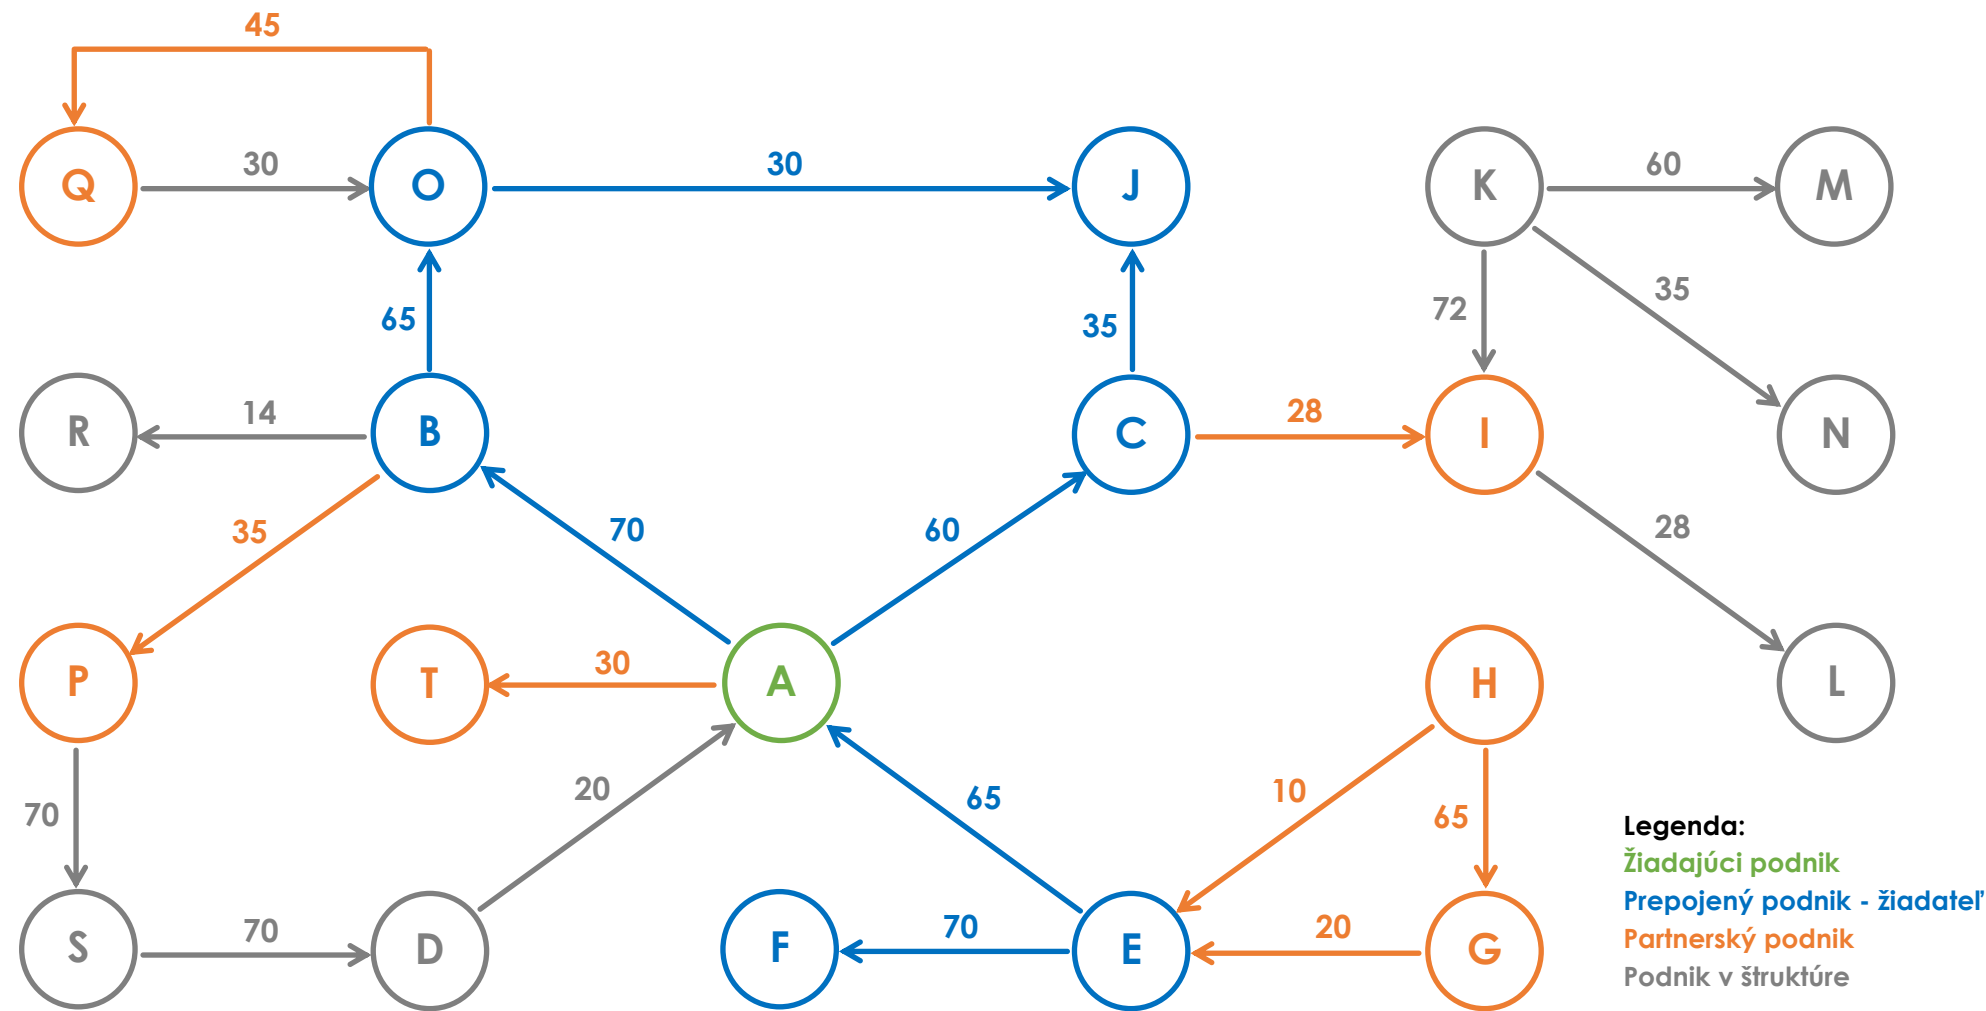 45
Q
30
O
30
J
K
60
M
65
35
72
35
R
14
B
C
28
I
N
35
70
60
28
P
T
30
A
H
L
70
20
65
10
65
S
70
D
F
70
E
20
G
Legenda:
Žiadajúci podnik
Prepojený podnik - žiadateľ
Partnerský podnik
Podnik v štruktúre